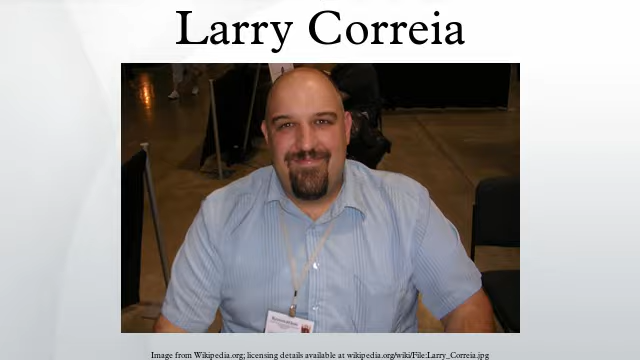 Larry Correia
Image from Wikipedia.org; licensing details available at wikipedia.org/wiki/File:Larry_Correia.jpg